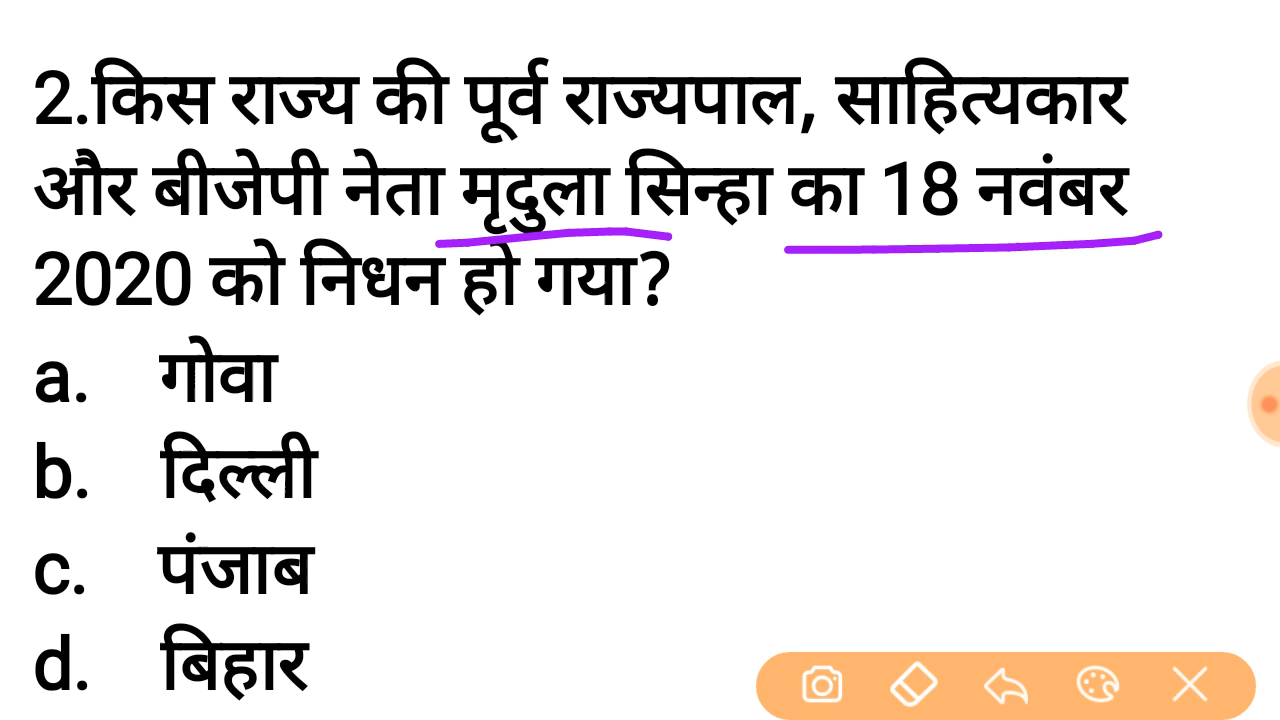 2.किस राज्य की पूर्व राज्यपाल, साहित्यकार
और बीजेपी नेता मृदुला सिन्हा का 18 नवंबर
2020 को निधन हो गया?
a. गोवा
b. दिल्ली
c. पंजाब
d. बिहार